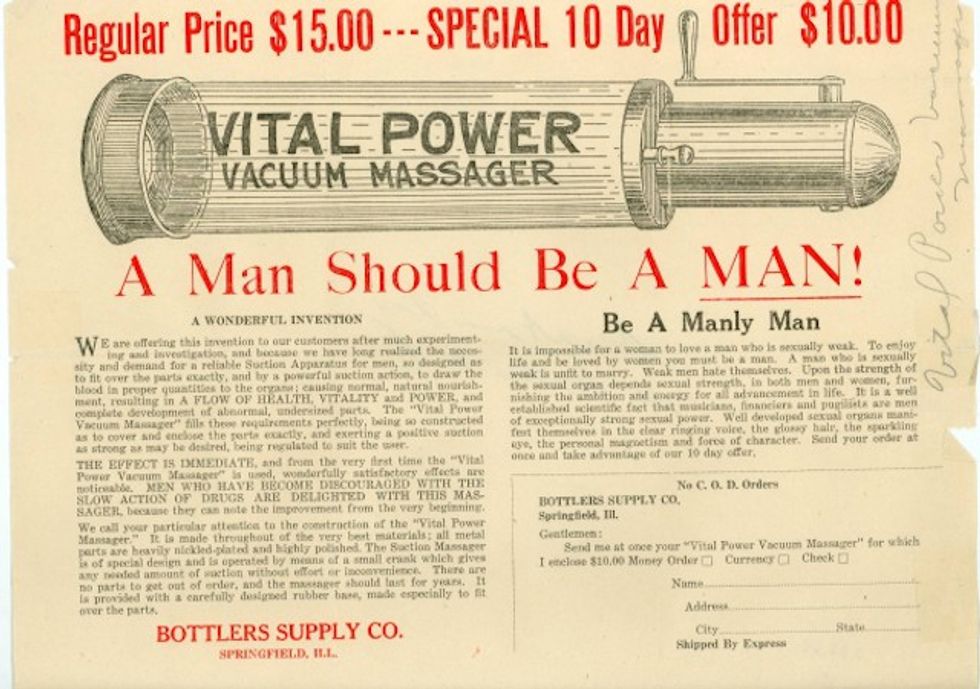 Regular Price $15.00 --- SPECIAL 10 Day Offer $10.00
VITAL POWER
VACUUM MASSAGER
A Man Should Be A MAN!
A WONDERFUL INVENTION
WE are offering this invention to our customers after much experiment-
ing and investigation, and because we have long realized the neces-
sity and demand for a reliable Suction Apparatus for men, so designed as
to fit over the parts exactly, and by a powerful suction action, to draw the
blood in proper quantities to the organs; causing normal, natural nourish-
ment, resulting in A FLOW OF HEALTH, VITALITY and POWER, and
complete development of abnormal, undersized parts. The "Vital Power
Vacuum Massager" fills these requirements perfectly, being so constructed
as to cover and enclose the parts exactly, and exerting a positive suction
as strong as may be desired, being regulated to suit the user.
THE EFFECT IS IMMEDIATE, and from the very first time the "Vital
Power Vacuum Massager" is used, wonderfully satisfactory effects are
noticeable. MEN WHO HAVE BECOME DISCOURAGED WITH THE
SLOW ACTION OF DRUGS ARE DELIGHTED WITH THIS MAS-
SAGER, because they can note the improvement from the very beginning.
We call your particular attention to the construction of the "Vital Power
Massager." It is made throughout of the very best materials; all metal
parts are heavily nickled-plated and highly polished. The Suction Massager
is of special design and is operated by means of a small crank which gives
any needed amount of suction without effort or inconvenience. There are
no parts to get out of order, and the massager should last for years. It
is provided with a carefully designed rubber base, made especially to fit
over the parts.
BOTTLERS SUPPLY CO.
SPRINGFIELD, ILL.
Be A Manly Man
It is impossible for a woman to love a man who is sexually weak. To enjoy
life and be loved by women you must be a man. A man who is sexually
weak is unfit to marry. Weak men hate themselves. Upon the strength of
the sexual organ depends sexual strength, in both men and women, fur-
nishing the ambition and energy for all advancement in life. It is a well
established scientific fact that musicians, financiers and pugilists are men
of exceptionally strong sexual power. Well developed sexual organs mani-
fest themselves in the clear ringing voice, the glossy hair, the sparkling
eye, the personal magnetism and force of character. Send your order at
once and take advantage of our 10 day offer.
No C. O. D. Orders
BOTTLERS SUPPLY CO.
Springfield, Ill.
Gentlemen:
Send me at once your "Vital Power Vacuum Massager" for which
I enclose $10.00 Money Order □ Currency □ Check □
Name
Address
City State
Shipped By Express
Vital Power Vacuum
Massager